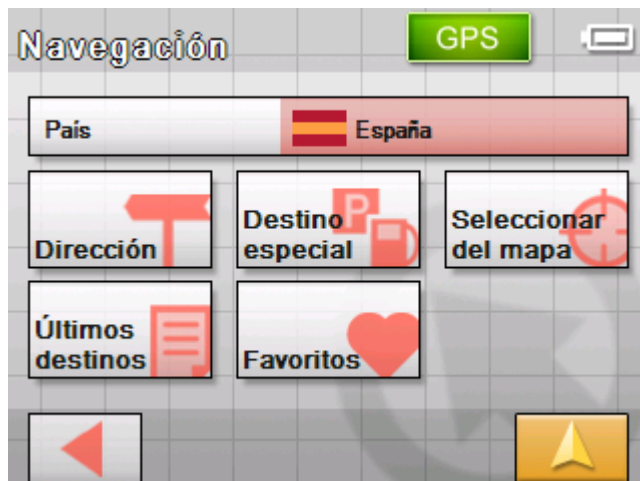 Navegación
GPS
País
España
Dirección
P
Destino
especial
Seleccionar
del mapa
Últimos
destinos
Favoritos